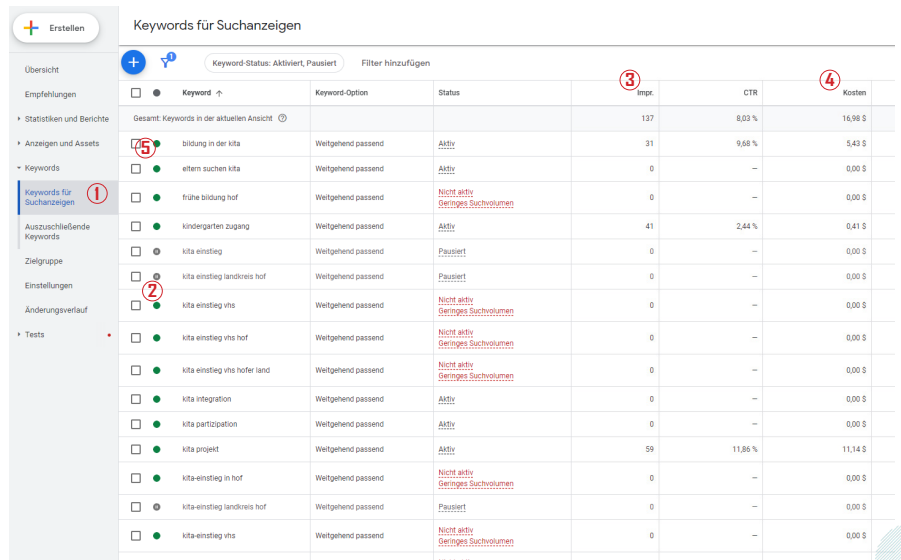 Erstellen
Keywords für Suchanzeigen
Übersicht
Empfehlungen
Statistiken und Berichte
Anzeigen und Assets
Keywords
Keywords für
Suchanzeigen
1
Auszuschließende
Keywords
Zielgruppe
Einstellungen
Änderungsverlauf
Tests
1
Keyword-Status: Aktiviert, Pausiert Filter hinzufügen
3 4
Keyword Keyword-Option Status Impr. CTR Kosten
Gesamt: Keywords in der aktuellen Ansicht ? 137 8,03 % 16,98 $
5
bildung in der kita Weitgehend passend Aktiv 31 9,68 % 5,43 $
eltern suchen kita Weitgehend passend Aktiv 0 — 0,00 $
frühe bildung hof Weitgehend passend Nicht aktiv 0 — 0,00 $
Geringes Suchvolumen
kindergarten zugang Weitgehend passend Aktiv 41 2,44 % 0,41 $
kita einstieg Weitgehend passend Pausiert 0 — 0,00 $
kita einstieg landkreis hof Weitgehend passend Pausiert 0 — 0,00 $
2
kita einstieg vhs Weitgehend passend Nicht aktiv 0 — 0,00 $
Geringes Suchvolumen
kita einstieg vhs hof Weitgehend passend Nicht aktiv 0 — 0,00 $
Geringes Suchvolumen
kita einstieg vhs hofer land Weitgehend passend Nicht aktiv 0 — 0,00 $
Geringes Suchvolumen
kita integration Weitgehend passend Aktiv 0 — 0,00 $
kita partizipation Weitgehend passend Aktiv 0 — 0,00 $
kita projekt Weitgehend passend Aktiv 59 11,86 % 11,14 $
kita-einstieg in hof Weitgehend passend Nicht aktiv 0 — 0,00 $
Geringes Suchvolumen
kita-einstieg landkreis hof Weitgehend passend Pausiert 0 — 0,00 $
kita-einstieg vhs Weitgehend passend Nicht aktiv 0 — 0,00 $
Geringes Suchvolumen